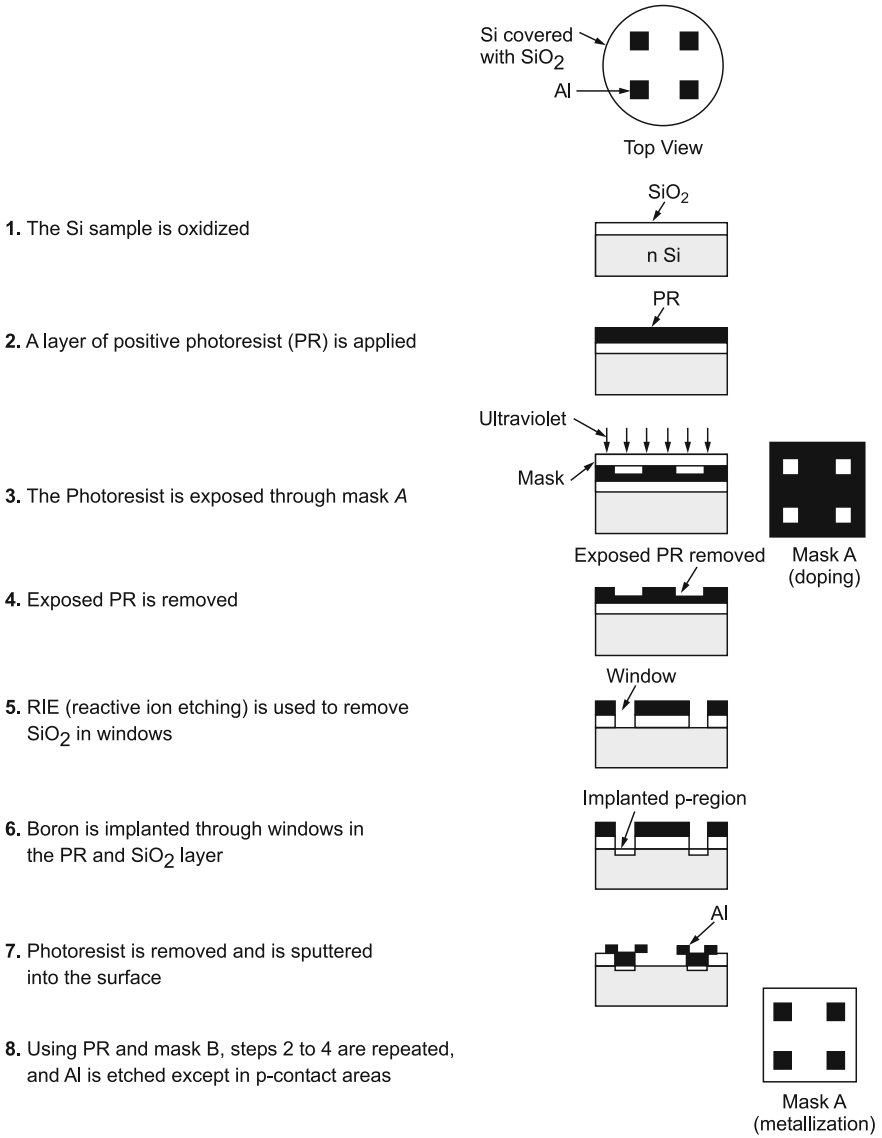 Si covered
with SiO2
Al
Top View
SiO2
1. The Si sample is oxidized
n Si
PR
2. A layer of positive photoresist (PR) is applied
Ultraviolet
Mask
3. The Photoresist is exposed through mask A
Exposed PR removed
Mask A
(doping)
4. Exposed PR is removed
Window
5. RIE (reactive ion etching) is used to remove
SiO2 in windows
Implanted p-region
6. Boron is implanted through windows in
the PR and SiO2 layer
Al
7. Photoresist is removed and is sputtered
into the surface
8. Using PR and mask B, steps 2 to 4 are repeated,
and Al is etched except in p-contact areas
Mask A
(metallization)